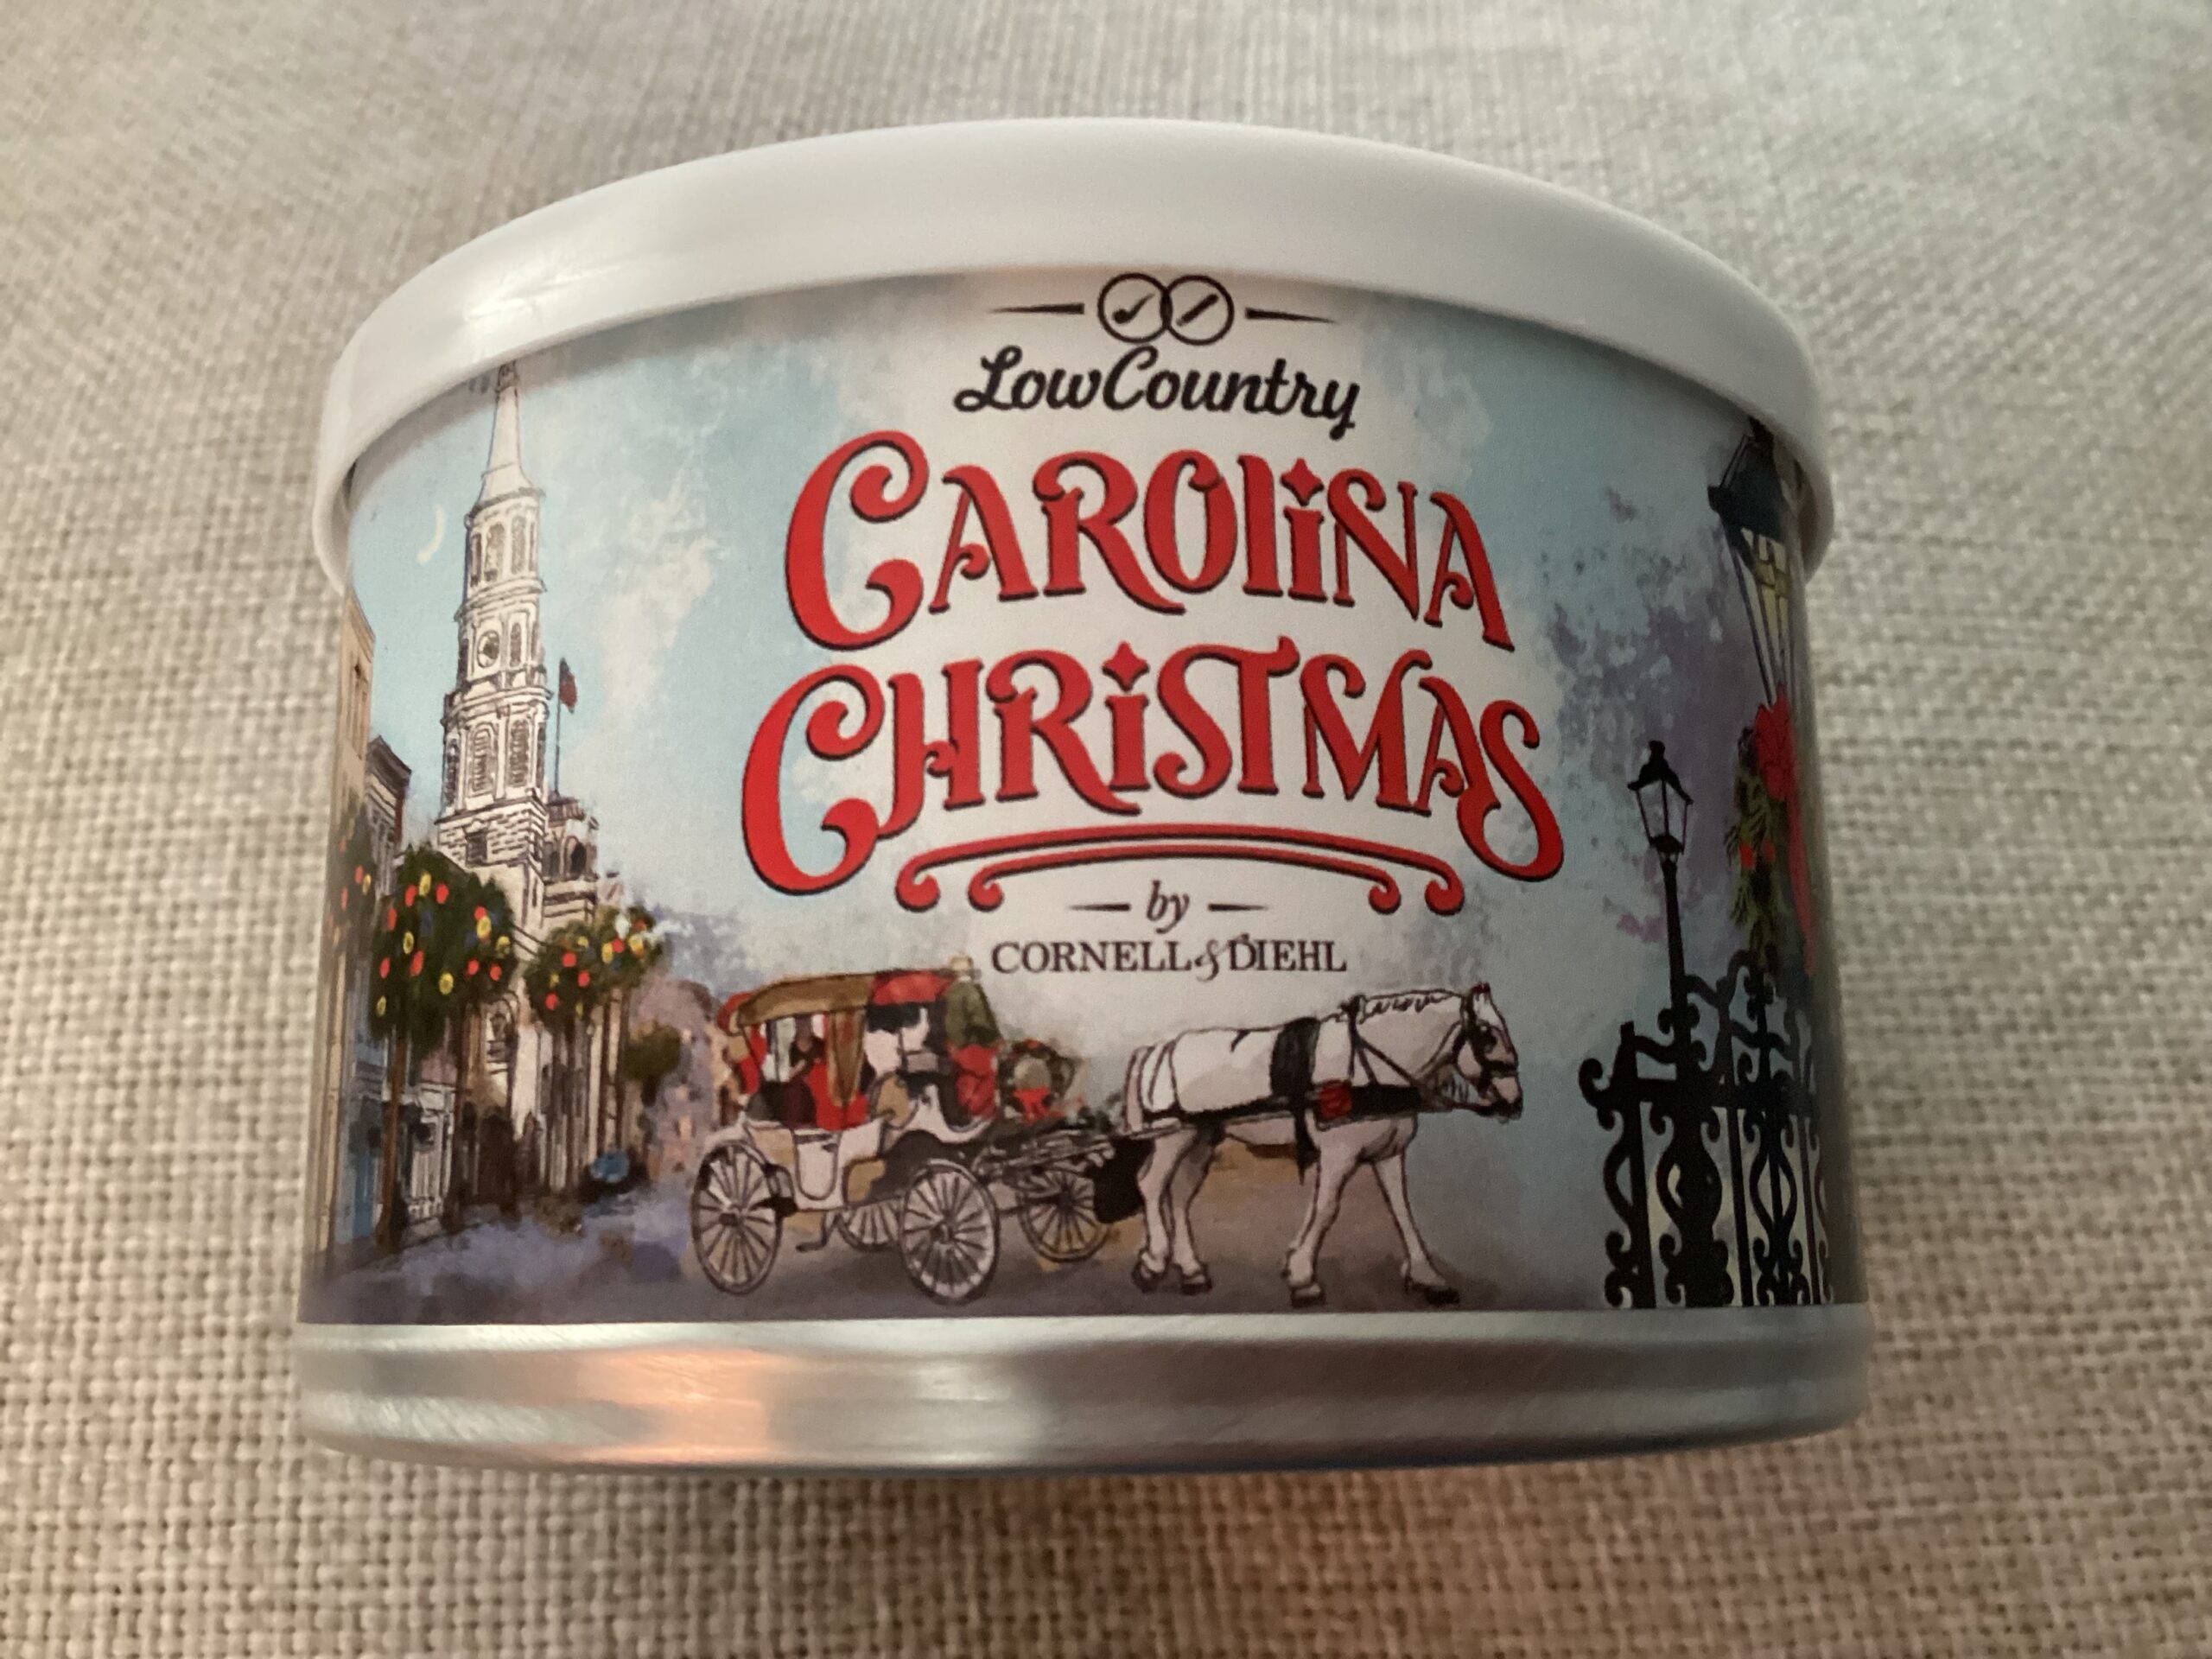 LowCountry
CAROLiNA
CHRiSTMAS
by
CORNELL & DIEHL